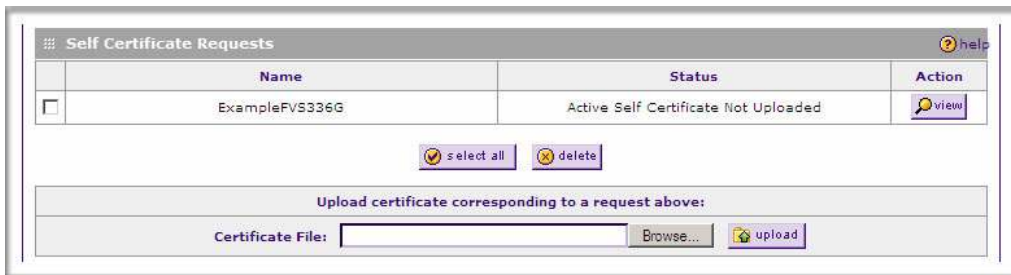 Self Certificate Requests help
Name Status Action
ExampleFVS336G Active Self Certificate Not Uploaded view
select all delete
Upload certificate corresponding to a request above:
Certificate File: Browse... upload